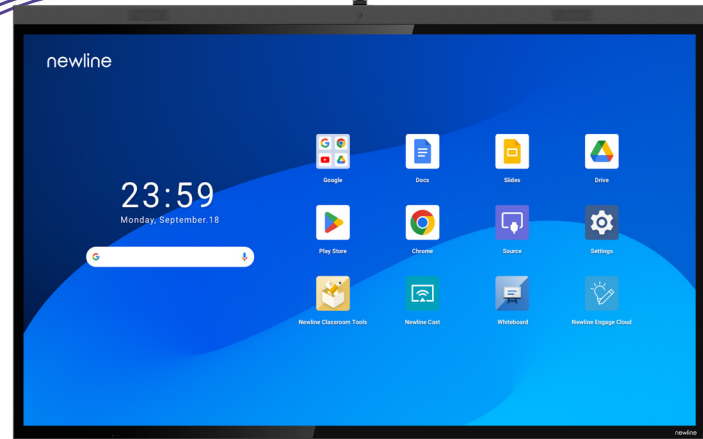 newline
23:59
Monday, September.18
Google
Docs
Slides
Drive
Play Store
Chrome
Source
Settings
Newline Classroom Tools
Newline Cast
Whiteboard
Newline Engage Cloud
newline